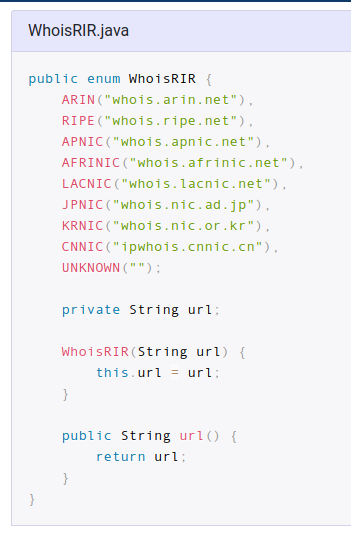 WhoisRIR.java
public enum WhoisRIR {
    ARIN("whois.arin.net"),
    RIPE("whois.ripe.net"),
    APNIC("whois.apnic.net"),
    AFRINIC("whois.afrinic.net"),
    LACNIC("whois.lacnic.net"),
    JPNIC("whois.nic.ad.jp"),
    KRNIC("whois.nic.or.kr"),
    CNNIC("ipwhois.cnnic.cn"),
    UNKNOWN("");

    private String url;

    WhoisRIR(String url) {
        this.url = url;
    }

    public String url() {
        return url;
    }
}